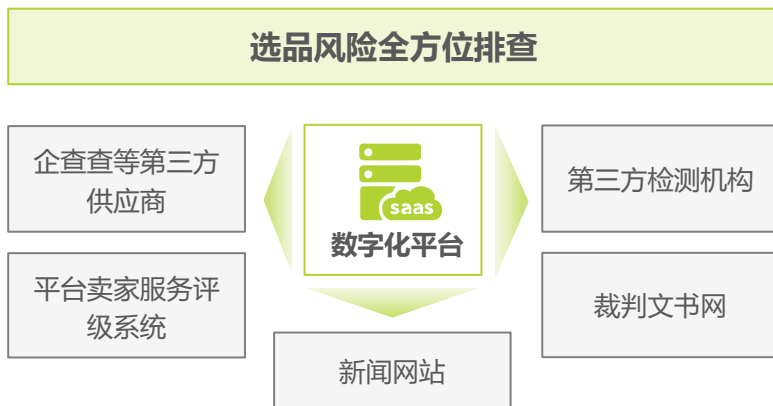 选品风险全方位排查
企查查等第三方
供应商
saas
数字化平台
第三方检测机构
平台卖家服务评
级系统
裁判文书网
新闻网站